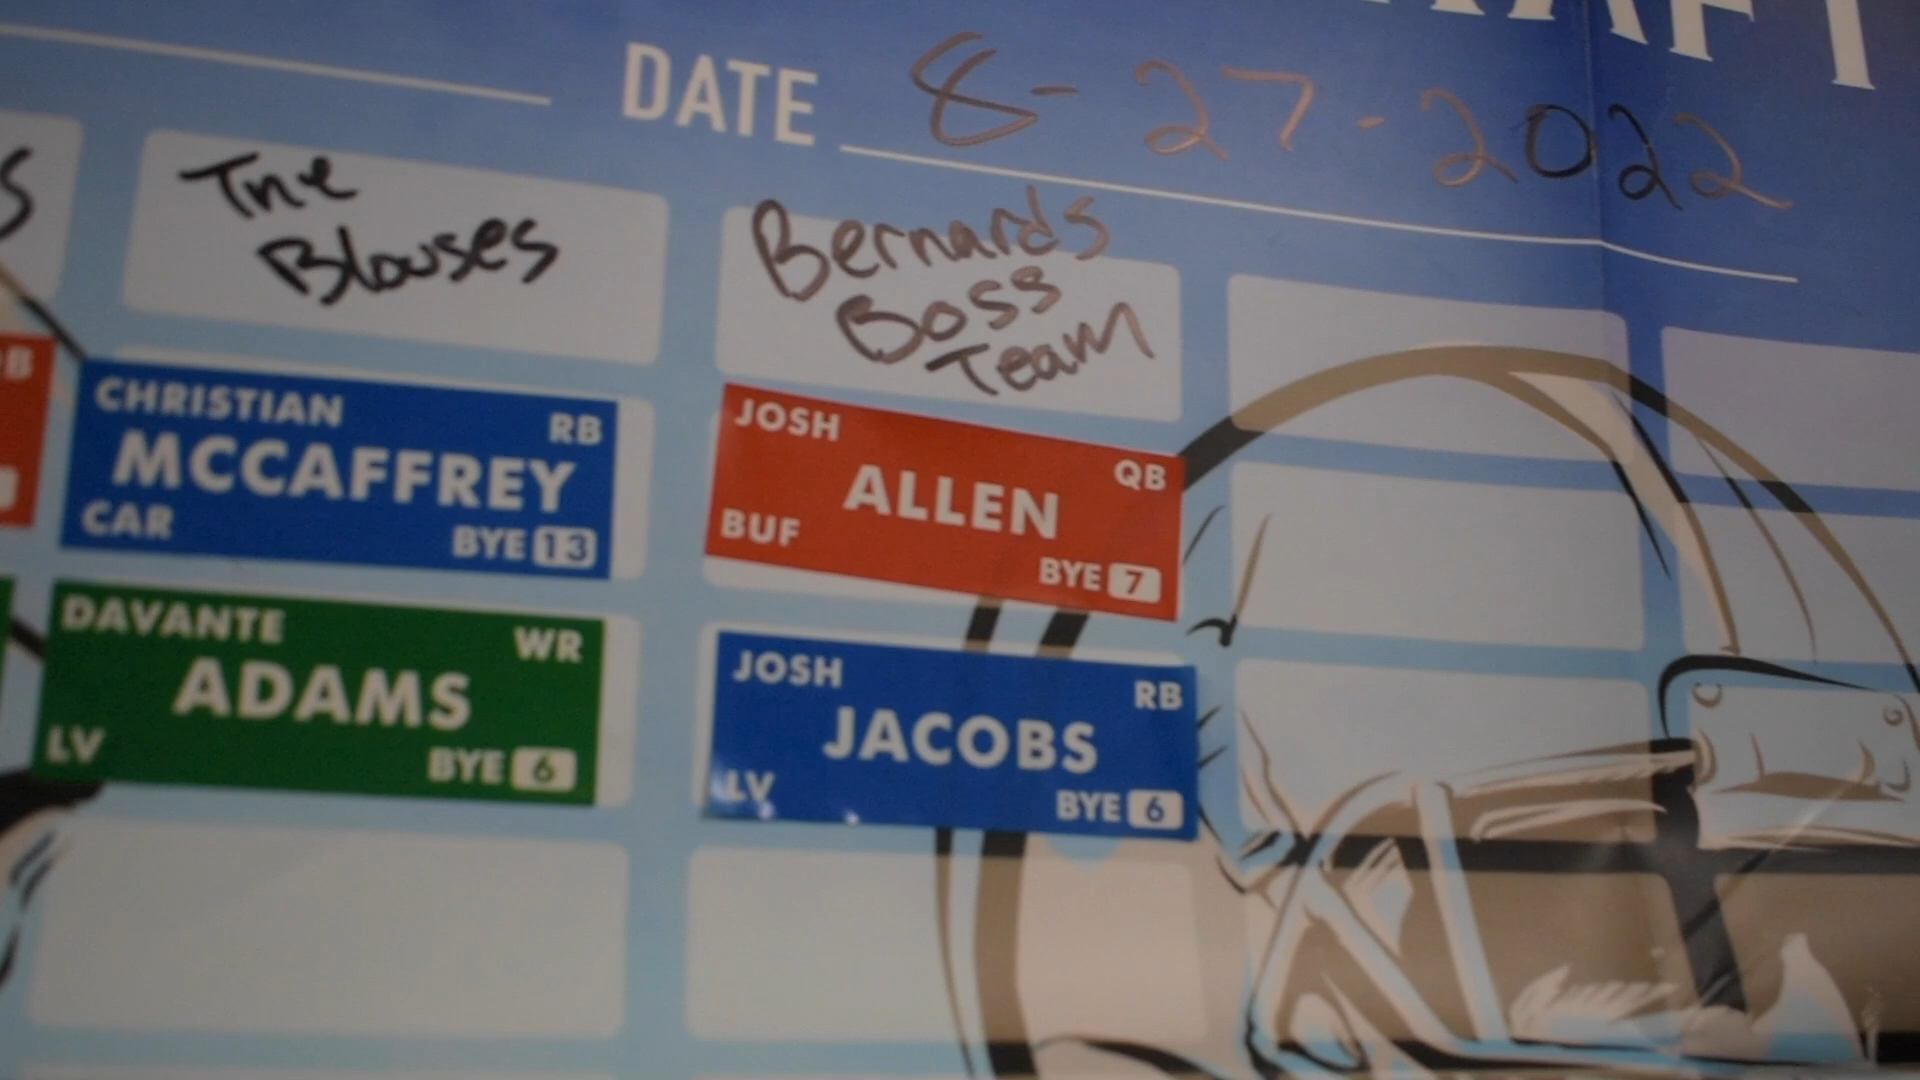 DATE 8-27-2022
The
Blouses
Bernards
Boss
Team
CHRISTIAN
RB
MCCAFFREY
CAR
BYE 13
JOSH
QB
ALLEN
BUF
BYE 7
DAVANTE
WR
ADAMS
LV
BYE 6
JOSH
RB
JACOBS
LV
BYE 6